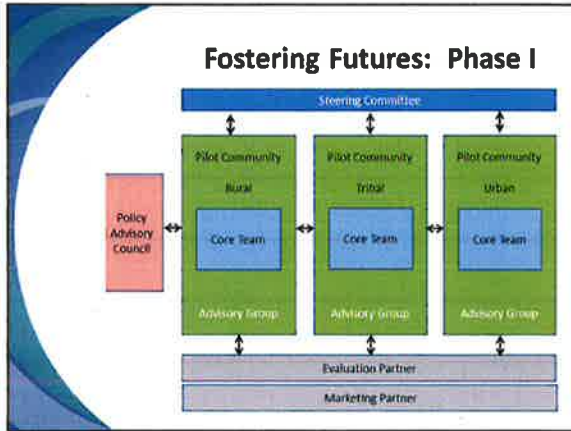 Fostering Futures: Phase I
Steering Committee
Pilot Community
Rural
Core Team
Advisory Group
Pilot Community
Tribal
Core Team
Advisory Group
Pilot Community
Urban
Core Team
Advisory Group
Policy
Advisory
Council
Evaluation Partner
Marketing Partner